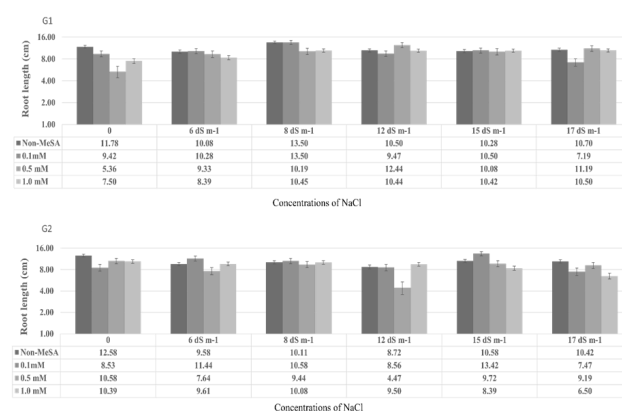 G1
Root length (cm)
16.00
8.00
4.00
2.00
1.00
0 6 dS m-1 8 dS m-1 12 dS m-1 15 dS m-1 17 dS m-1
Non-MeSA 11.78 10.08 13.50 10.50 10.28 10.70
0.1mM 9.42 10.28 13.50 9.47 10.50 7.19
0.5 mM 5.36 9.33 10.19 12.44 10.08 11.19
1.0 mM 7.50 8.39 10.45 10.44 10.42 10.50
Concentrations of NaCl
G2
Root length (cm)
16.00
8.00
4.00
2.00
1.00
0 6 dS m-1 8 dS m-1 12 dS m-1 15 dS m-1 17 dS m-1
Non-MeSA 12.58 9.58 10.11 8.72 10.58 10.42
0.1mM 8.53 11.44 10.58 8.56 13.42 7.47
0.5 mM 10.58 7.64 9.44 4.47 9.72 9.19
1.0 mM 10.39 9.61 10.08 9.50 8.39 6.50
Concentrations of NaCl